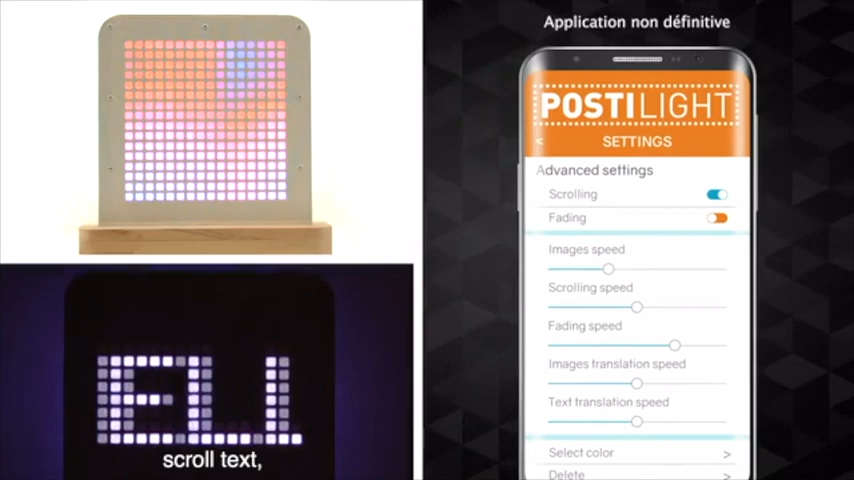 Application non définitive
POSTILIGHT
< SETTINGS
Advanced settings
Scrolling
Fading
Images speed
Scrolling speed
Fading speed
Images translation speed
Text translation speed
Select color >
Delete >
scroll text,